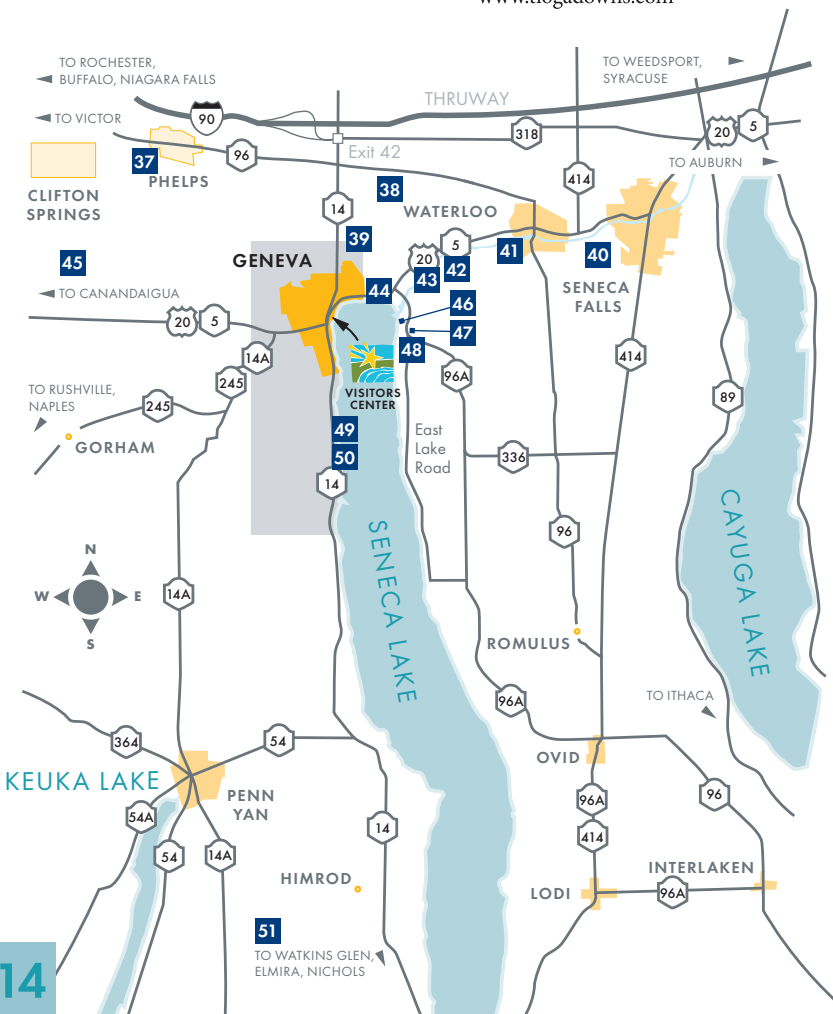 www.tiogadowns.com
TO ROCHESTER,
BUFFALO, NIAGARA FALLS
TO WEEDSPORT,
SYRACUSE
THRUWAY
90
TO VICTOR
318
20
5
Exit 42
37
96
PHELPS
CLIFTON
SPRINGS
TO AUBURN
414
38
14
WATERLOO
39
GENEVA
45
20
5
41
40
42
43
SENECA
FALLS
TO CANANDAIGUA
44
46
47
48
20
5
14A
245
VISITORS
CENTER
96A
414
89
TO RUSHVILLE,
NAPLES
245
GORHAM
49
50
East
Lake
Road
336
14
SENECA LAKE
CAYUGA LAKE
96
N
W
E
S
14A
ROMULUS
96A
TO ITHACA
364
54
OVID
KEUKA LAKE
PENN
YAN
96A
96
54A
14
414
54
14A
HIMROD
INTERLAKEN
LODI
96A
51
TO WATKINS GLEN,
ELMIRA, NICHOLS
14